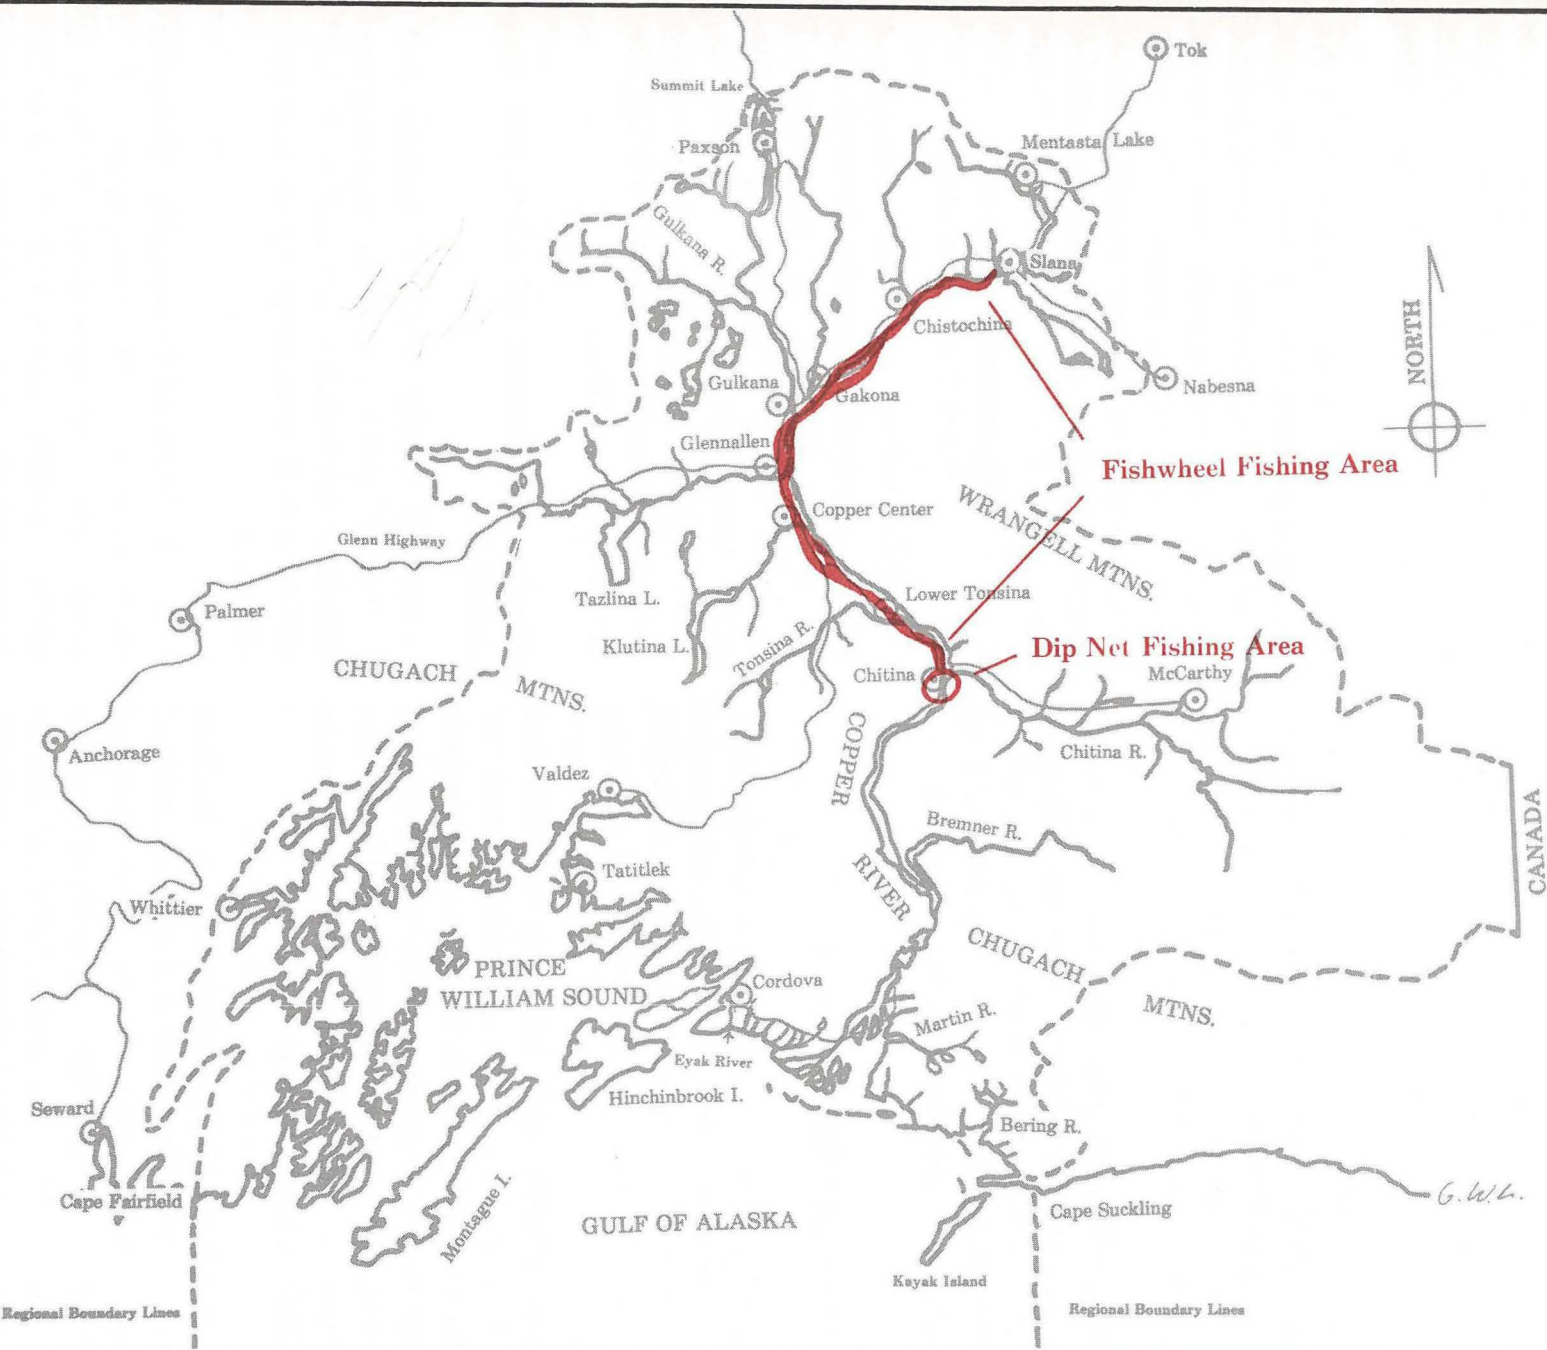 Tok
Summit Lake
Mentasta Lake
Paxson
Gulkana R.
Slana
Chistochina
NORTH
Gulkana
Gakona
Nabesna
Glennallen
Fishwheel Fishing Area
Copper Center
WRANGELL MTNS.
Glenn Highway
Tazlina L.
Lower Tonsina
Palmer
Klutina L.
Tonsina R.
Dip Net Fishing Area
CHUGACH
MTNS.
Chitina
McCarthy
Anchorage
COPPER
RIVER
Chitina R.
Valdez
CANADA
Bremner R.
Tatitlek
Whittier
CHUGACH
MTNS.
PRINCE
WILLIAM SOUND
Cordova
Martin R.
Eyak River
Hinchinbrook I.
Seward
Bering R.
Cape Fairfield
Montague I.
GULF OF ALASKA
Cape Suckling
G.W.L.
Kayak Island
Regional Boundary Lines
Regional Boundary Lines